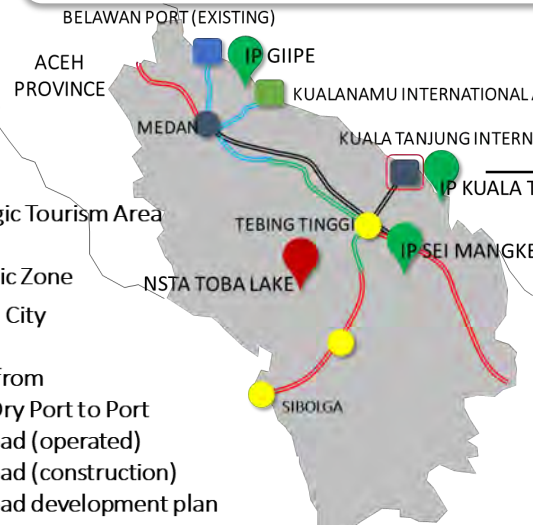 BELAWAN PORT (EXISTING)
IP GIIPE
ACEH
PROVINCE
KUALANAMU INTERNATIONAL
MEDAN
KUALA TANJUNG INTERN
IP KUALA T
gic Tourism Area
TEBING TINGGI
IP SEI MANGKE
ic Zone
NSTA TOBA LAKE
City
from
Dry Port to Port
SIBOLGA
ad (operated)
ad (construction)
ad development plan